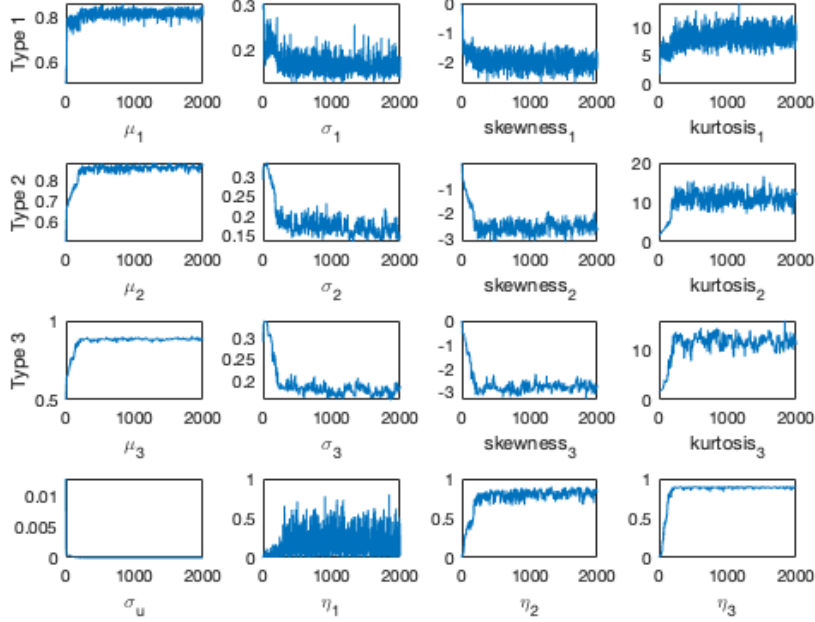 Type 1
0.8
0.6
0 1000 2000
μ1
0.3
0.2
0 1000 2000
σ1
0
-2
0 1000 2000
skewness1
10
5
0
0 1000 2000
kurtosis1
Type 2
0.8
0.7
0.6
0 1000 2000
μ2
0.3
0.25
0.2
0.15
0 1000 2000
σ2
-1
-2
-3
0 1000 2000
skewness2
20
10
0
0 1000 2000
kurtosis2
Type 3
1
0.5
0 1000 2000
μ3
0.3
0.25
0.2
0 1000 2000
σ3
0
-1
-2
-3
0 1000 2000
skewness3
10
0
0 1000 2000
kurtosis3
0.01
0.005
0
0 1000 2000
σu
1
0.5
0
0 1000 2000
η1
1
0.5
0
0 1000 2000
η2
1
0.5
0
0 1000 2000
η3